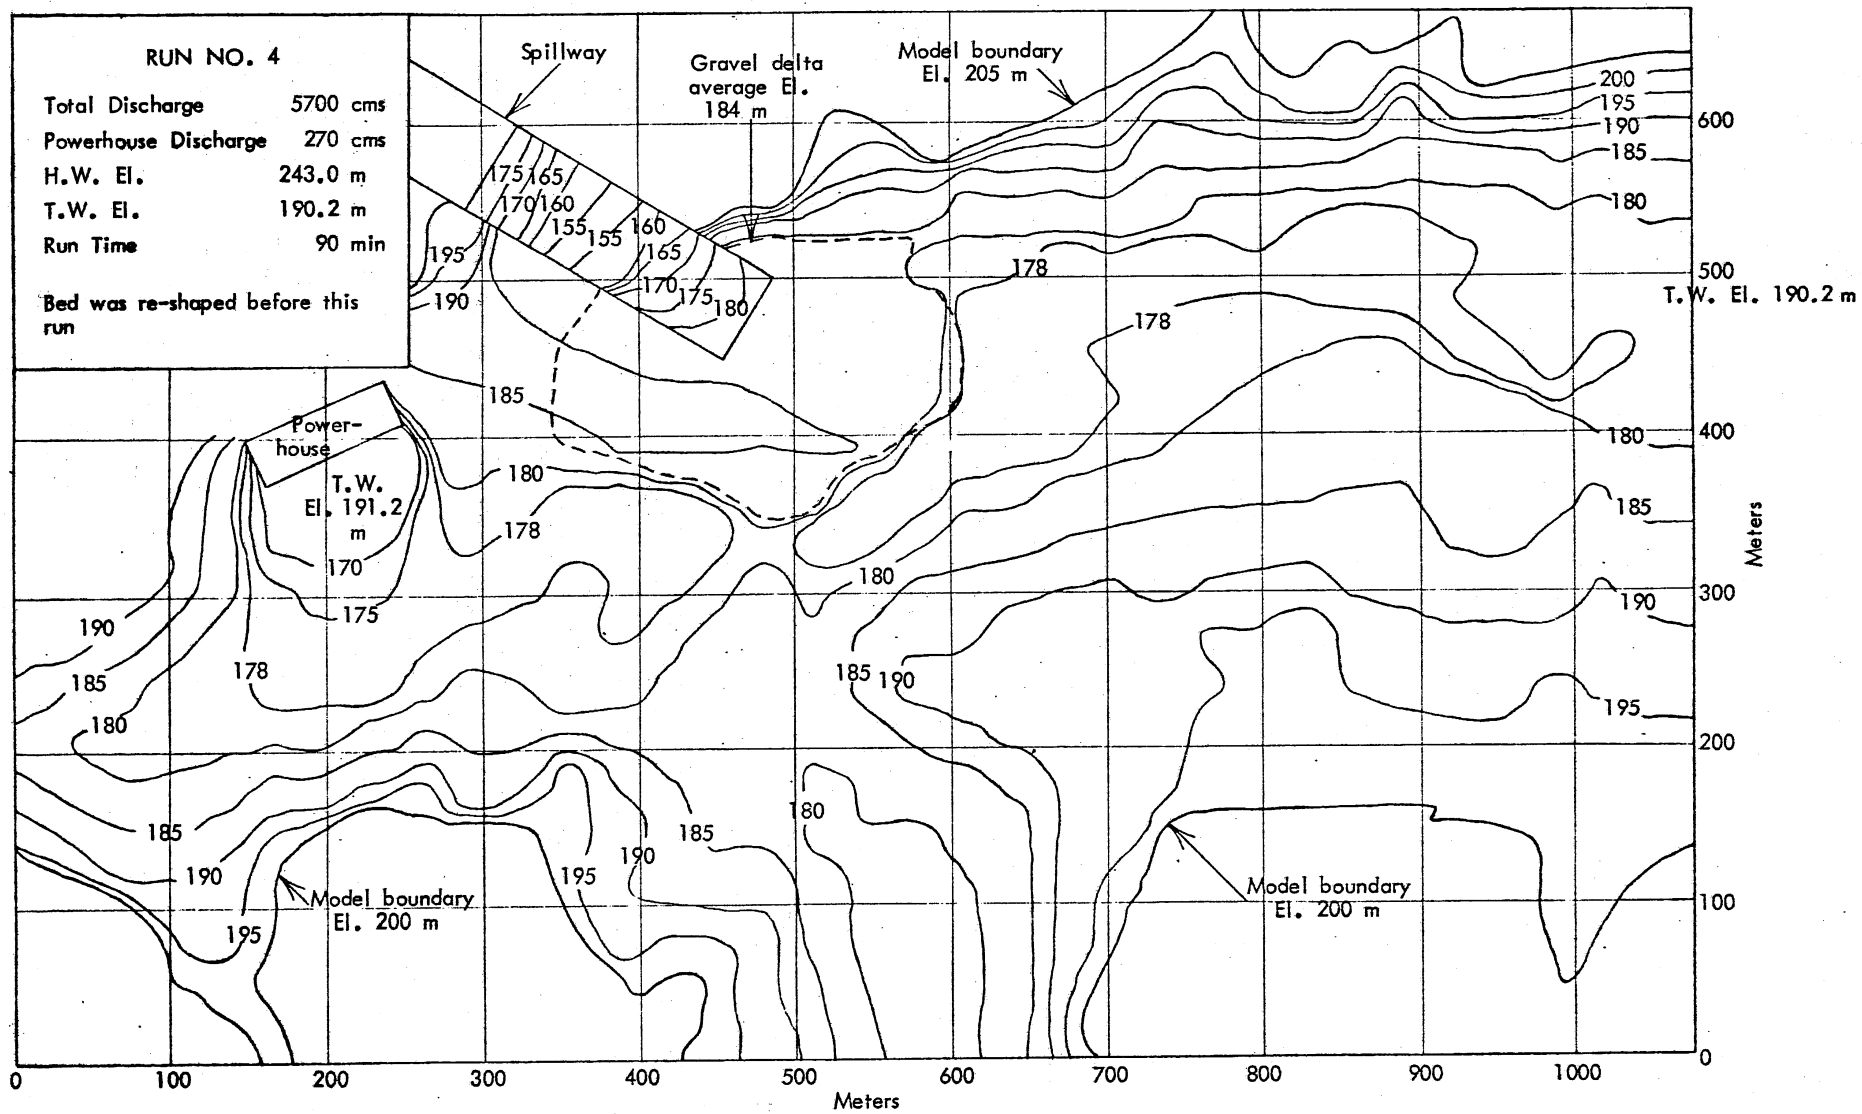 RUN NO. 4
Total Discharge 5700 cms
Powerhouse Discharge 270 cms
H.W. El. 243.0 m
T.W. El. 190.2 m
Run Time 90 min
Bed was re-shaped before this
run
Spillway
Gravel delta
average El.
184 m
Model boundary
El. 205 m
200
195
190
185
180
600
500
T.W. El. 190.2 m
400
300
200
100
0
Meters
175
165
170
160
155
155
160
165
170
175
180
195
190
178
178
185
180
Power-
house
T.W.
El. 191.2
m
180
178
170
175
180
185
190
190
185
180
178
185
190
195
185
190
195
Model boundary
El. 200 m
195
190
185
180
Model boundary
El. 200 m
0
100
200
300
400
500
600
700
800
900
1000
Meters